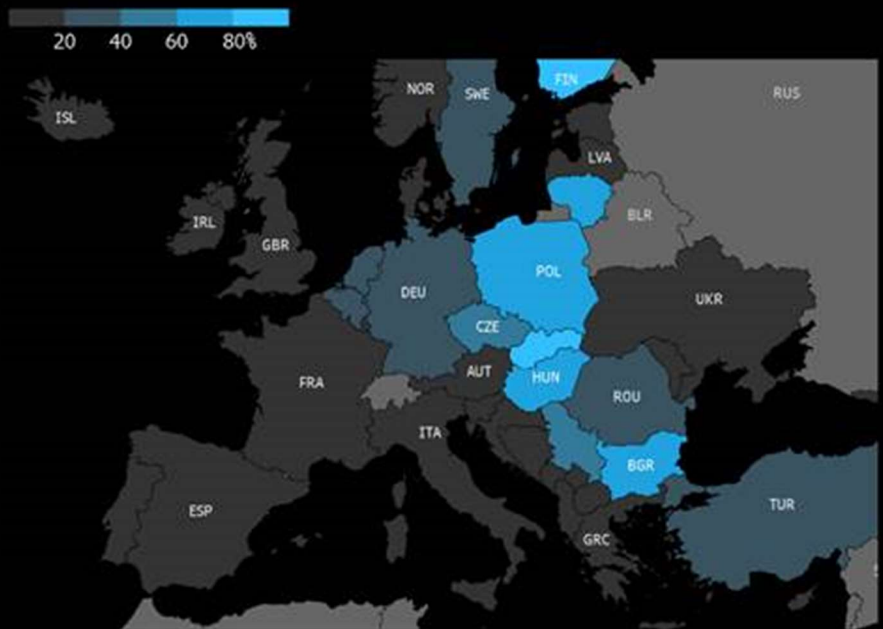 20 40 60 80%
FIN
NOR
SWE
RUS
ISL
LVA
BLR
IRL
GBR
POL
DEU
UKR
CZE
AUT
HUN
FRA
ROU
ITA
BGR
ESP
TUR
GRC